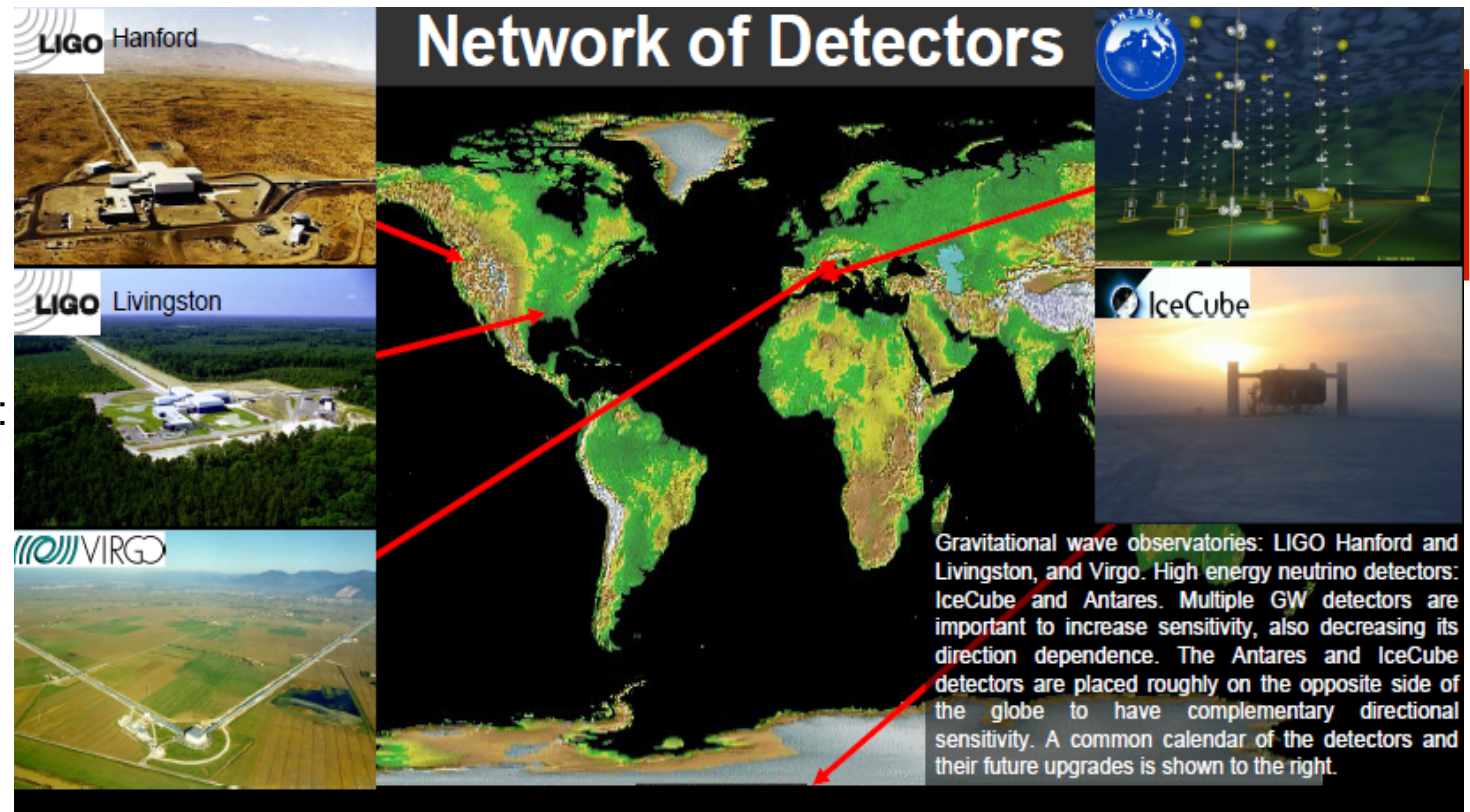 LIGO Hanford
Network of Detectors
ANTARES
LIGO Livingston
IceCube
:
VIRGO
Gravitational wave observatories: LIGO Hanford and
Livingston, and Virgo. High energy neutrino detectors:
IceCube and Antares. Multiple GW detectors are
important to increase sensitivity, also decreasing its
direction dependence. The Antares and IceCube
detectors are placed roughly on the opposite side of
the globe to have complementary directional
sensitivity. A common calendar of the detectors and
their future upgrades is shown to the right.